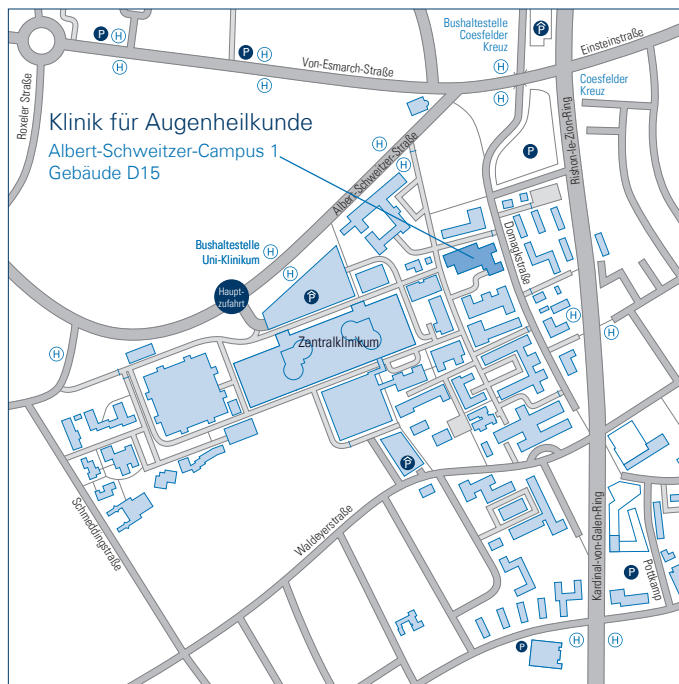 P
H
Bushaltestelle
Coesfelder
Kreuz
P
Einsteinstraße
P
H
H
H
Von-Esmarch-Straße
H
H
H
Coesfelder
Kreuz
Roxeler Straße
Klinik für Augenheilkunde
Albert-Schweitzer-Campus 1
Gebäude D15
Albert-Schweitzer-Straße
H
H
P
Rishon-le-Zion-Ring
Domagkstraße
Bushaltestelle
Uni-Klinikum
H
H
Haupt-
zufahrt
P
H
H
H
Zentralklinikum
P
Schmeddingstraße
Waldeyerstraße
Kardinal-von-Galen-Ring
P
Pottkamp
P
H
H